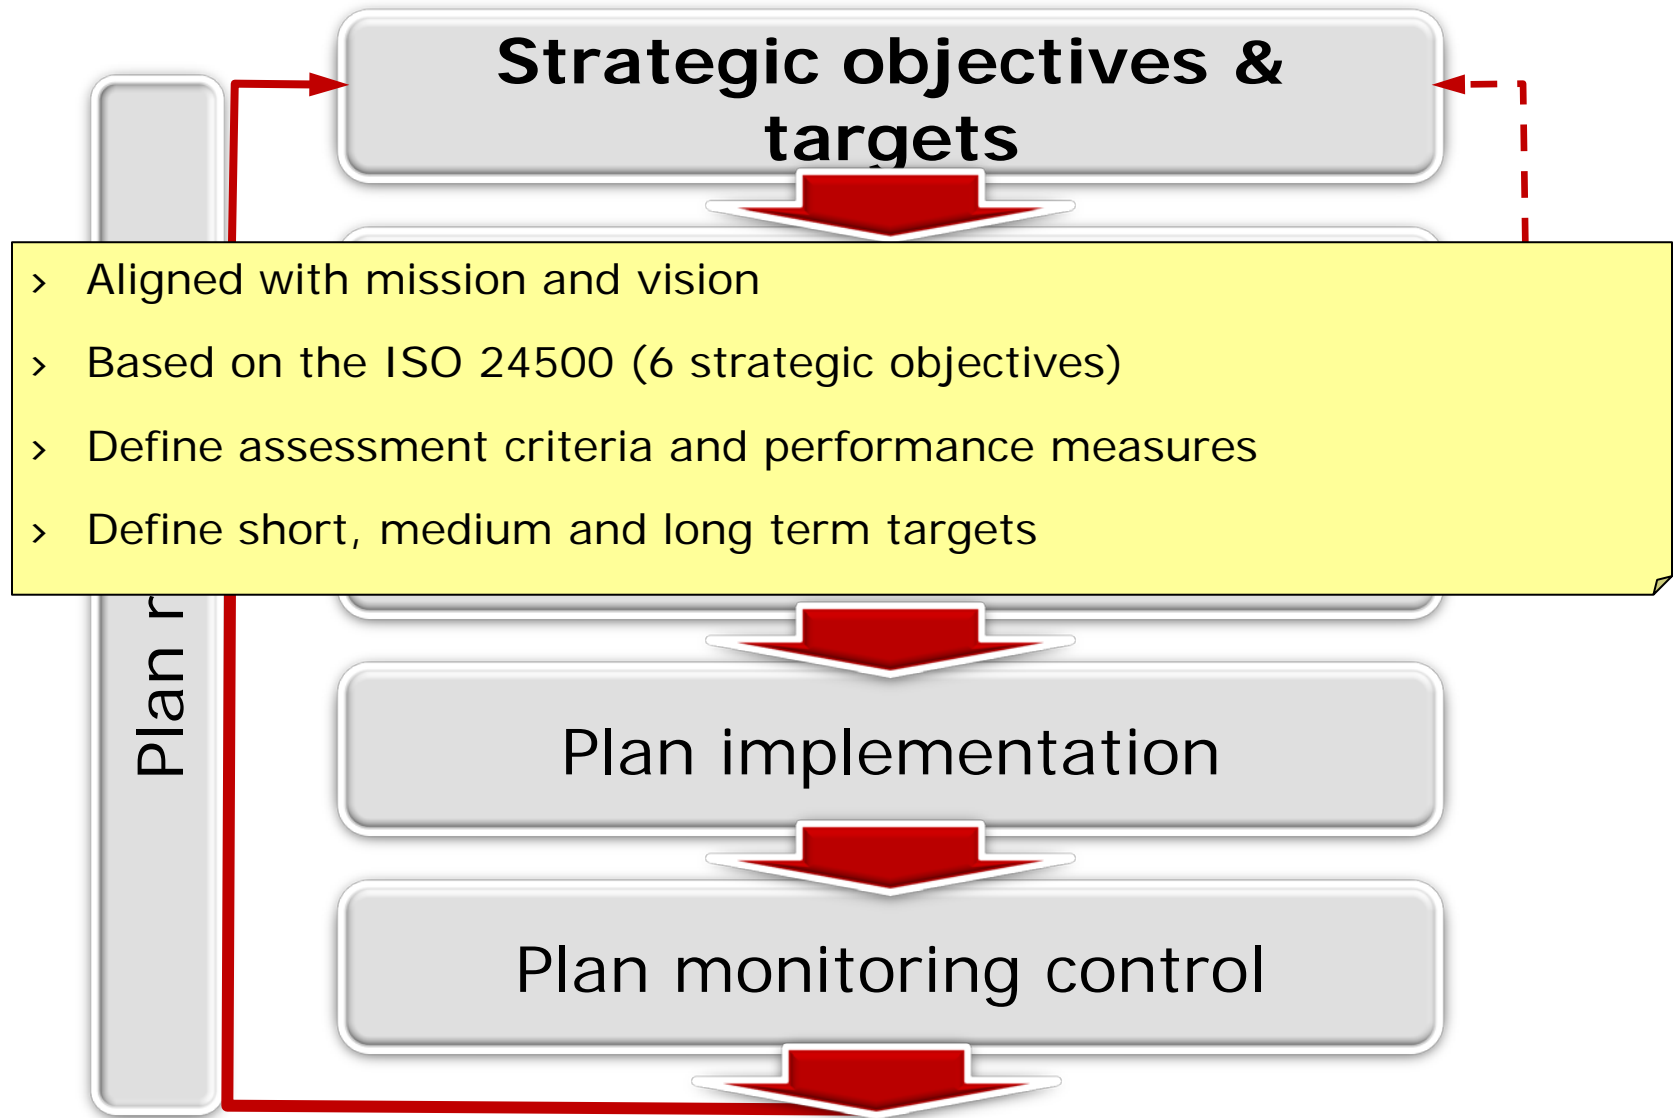 Strategic objectives &
targets
› Aligned with mission and vision
› Based on the ISO 24500 (6 strategic objectives)
› Define assessment criteria and performance measures
› Define short, medium and long term targets
Plan
Plan implementation
Plan monitoring control